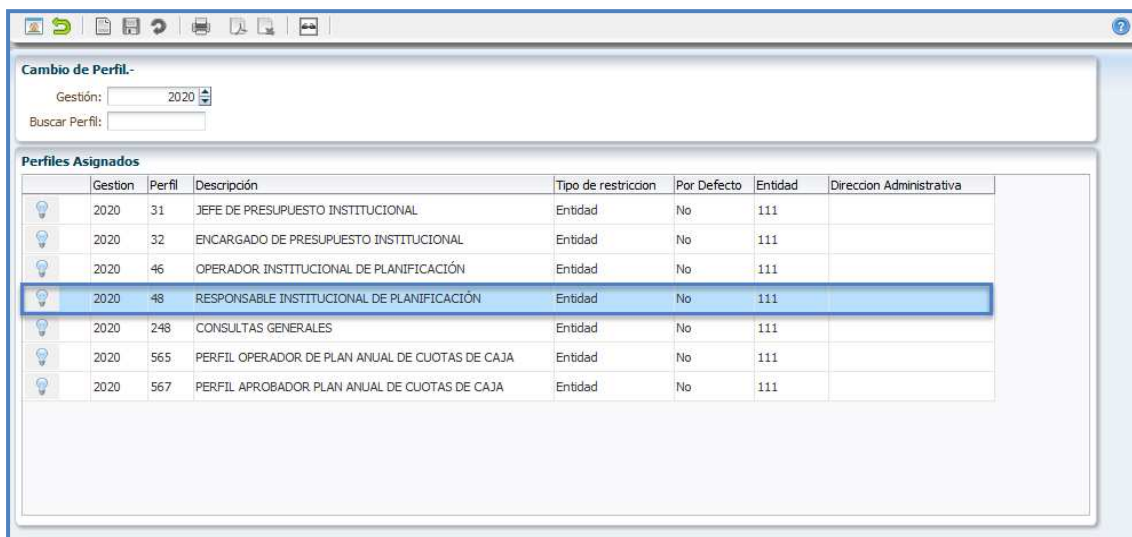 Cambio de Perfil.-
Gestión: 2020
Buscar Perfil:
Perfiles Asignados
Gestion Perfil Descripción Tipo de restriccion Por Defecto Entidad Direccion Administrativa
2020 31 JEFE DE PRESUPUESTO INSTITUCIONAL Entidad No 111
2020 32 ENCARGADO DE PRESUPUESTO INSTITUCIONAL Entidad No 111
2020 46 OPERADOR INSTITUCIONAL DE PLANIFICACIÓN Entidad No 111
2020 48 RESPONSABLE INSTITUCIONAL DE PLANIFICACIÓN Entidad No 111
2020 248 CONSULTAS GENERALES Entidad No 111
2020 565 PERFIL OPERADOR DE PLAN ANUAL DE CUOTAS DE CAJA Entidad No 111
2020 567 PERFIL APROBADOR PLAN ANUAL DE CUOTAS DE CAJA Entidad No 111